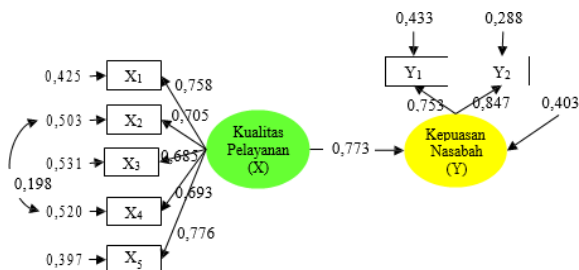 0,433
0,288
0,425
X1
0,758
Y1
Y2
0,503
X2
0,705
0,753
0,847
0,403
Kualitas
Pelayanan
(X)
0,773
Kepuasan
Nasabah
(Y)
0,531
X3
0,685
0,198
0,520
X4
0,693
0,776
0,397
X5